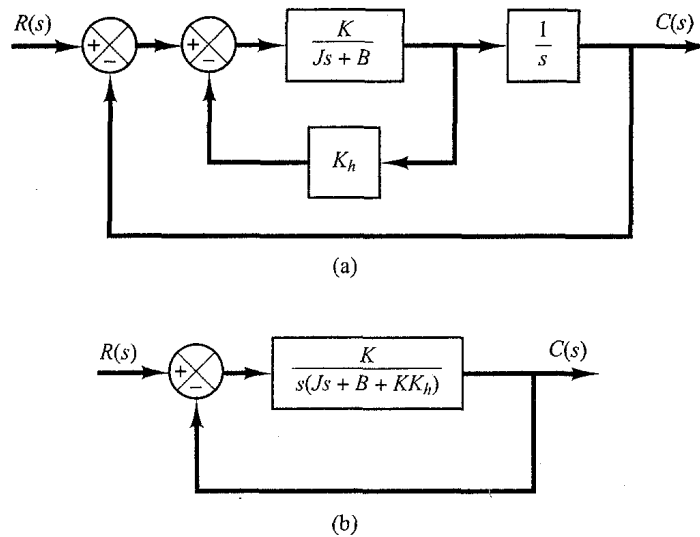 R(s)
+
−
+
−
K
Js + B
1
s
C(s)
K_h
(a)
R(s)
+
−
K
s(Js + B + KK_h)
C(s)
(b)